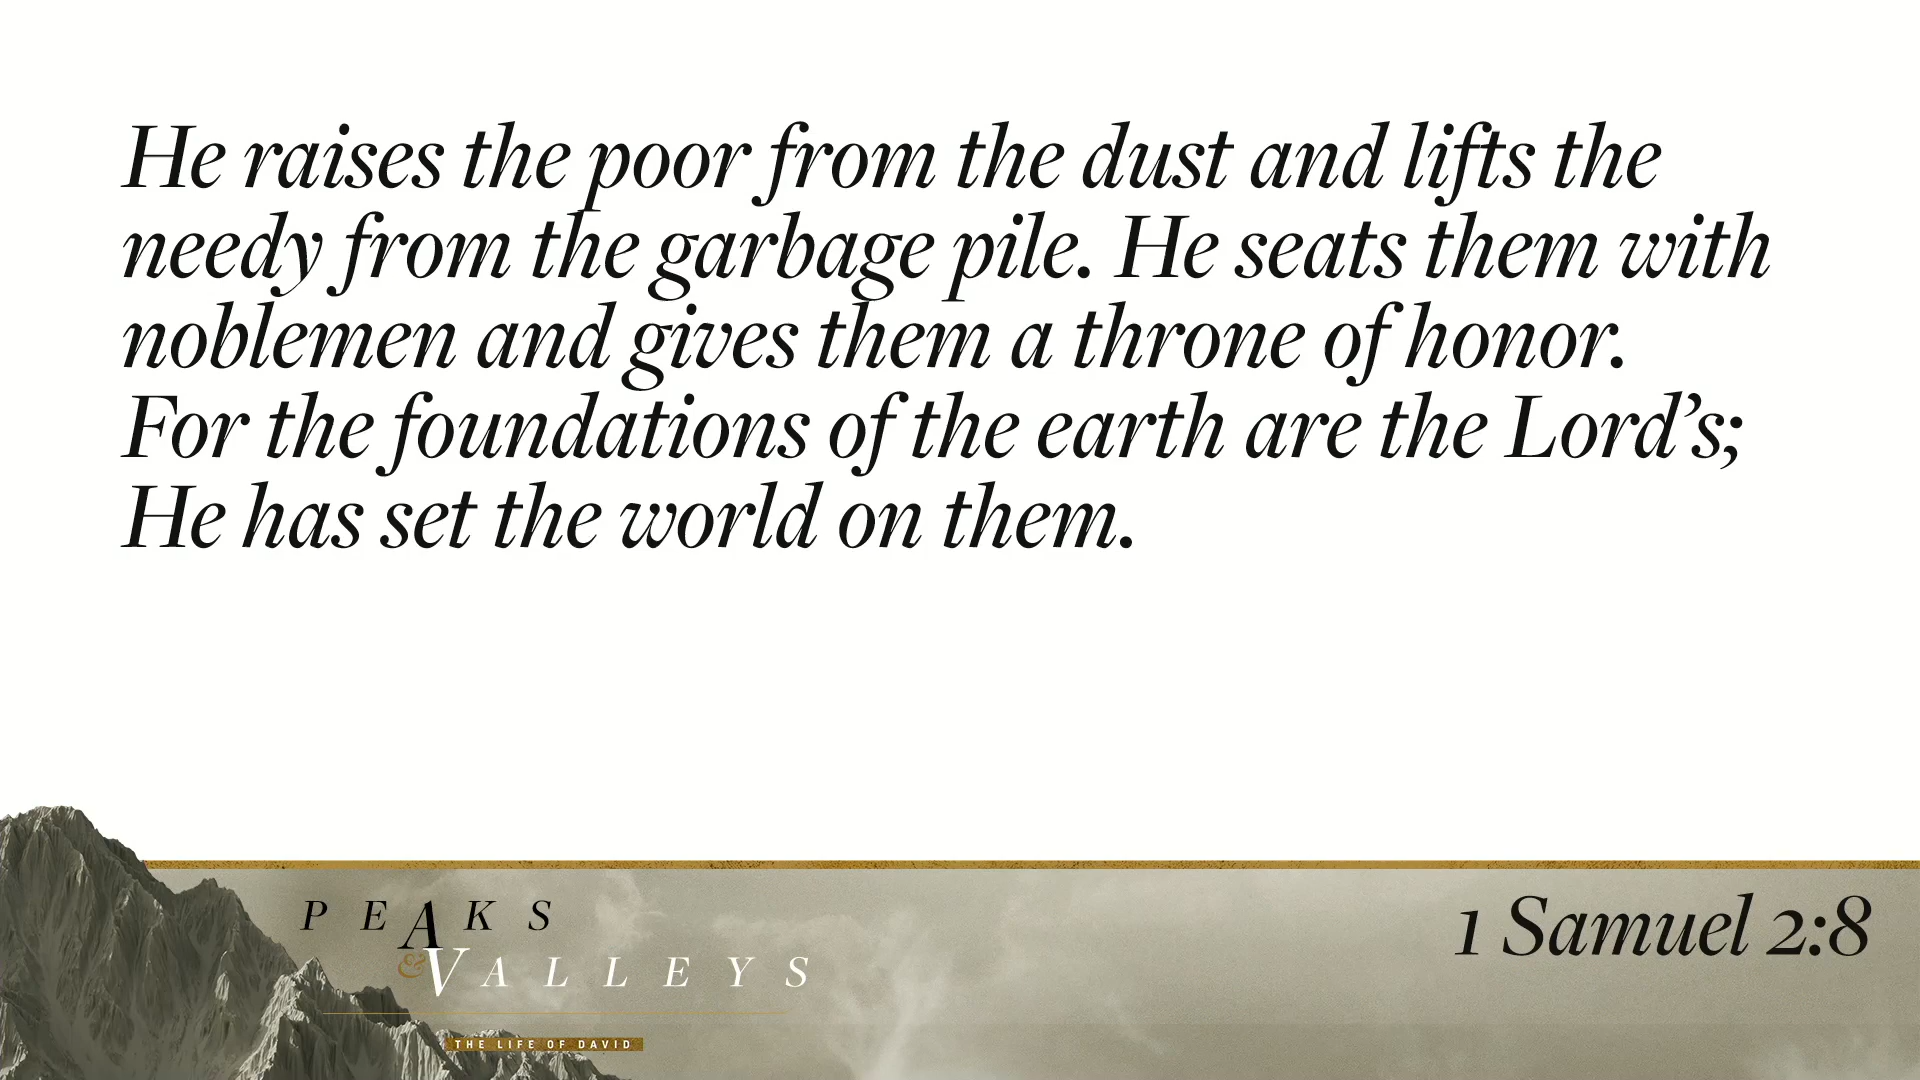 He raises the poor from the dust and lifts the
needy from the garbage pile. He seats them with
noblemen and gives them a throne of honor.
For the foundations of the earth are the Lord’s;
He has set the world on them.
PEAKS
& VALLEYS
THE LIFE OF DAVID
1 Samuel 2:8